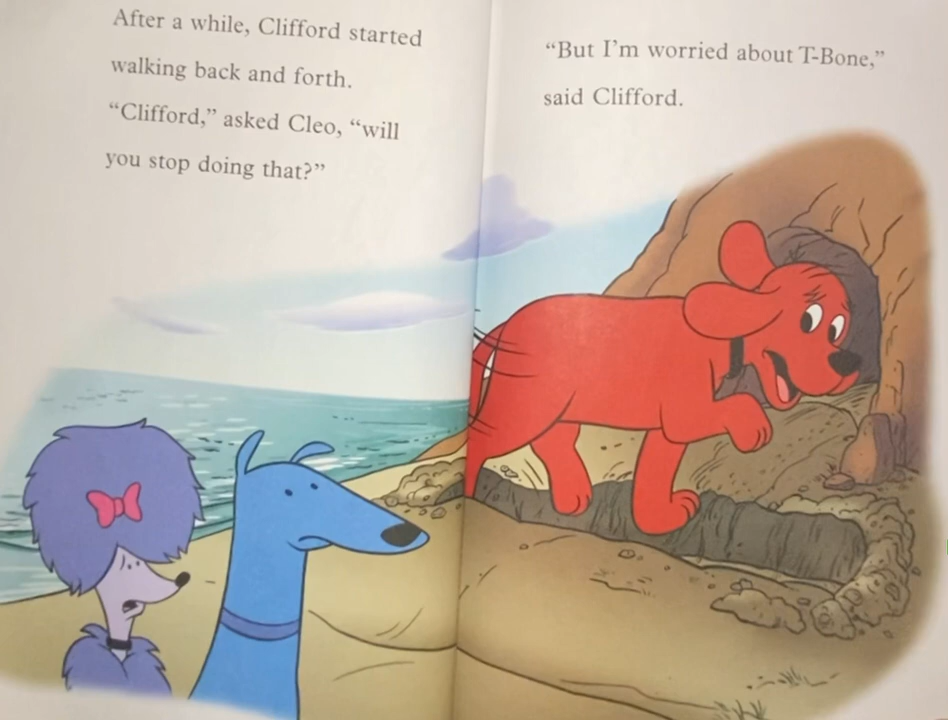 After a while, Clifford started
walking back and forth.
“Clifford,” asked Cleo, “will
you stop doing that?”
“But I’m worried about T-Bone,”
said Clifford.